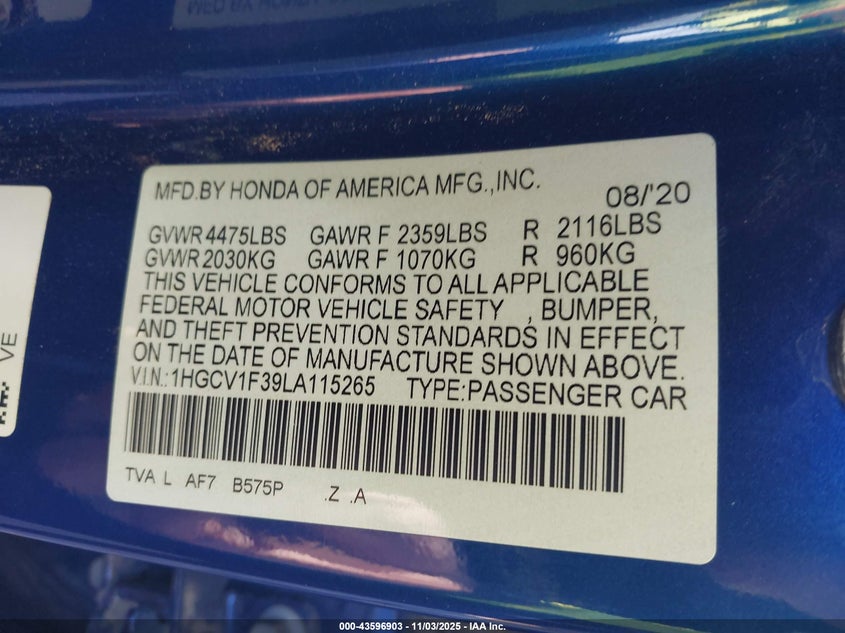 MFD.BY HONDA OF AMERICA MFG.,INC. 08/'20
GVWR 4475LBS GAWR F 2359LBS R 2116LBS
GVWR 2030KG GAWR F 1070KG R 960KG
THIS VEHICLE CONFORMS TO ALL APPLICABLE
FEDERAL MOTOR VEHICLE SAFETY , BUMPER,
AND THEFT PREVENTION STANDARDS IN EFFECT
ON THE DATE OF MANUFACTURE SHOWN ABOVE.
V.I.N.:1HGCV1F39LA115265 TYPE:PASSENGER CAR
TVA L AF7 B575P .Z .A
VE
000-43596903 - 11/03/2025 - IAA Inc.